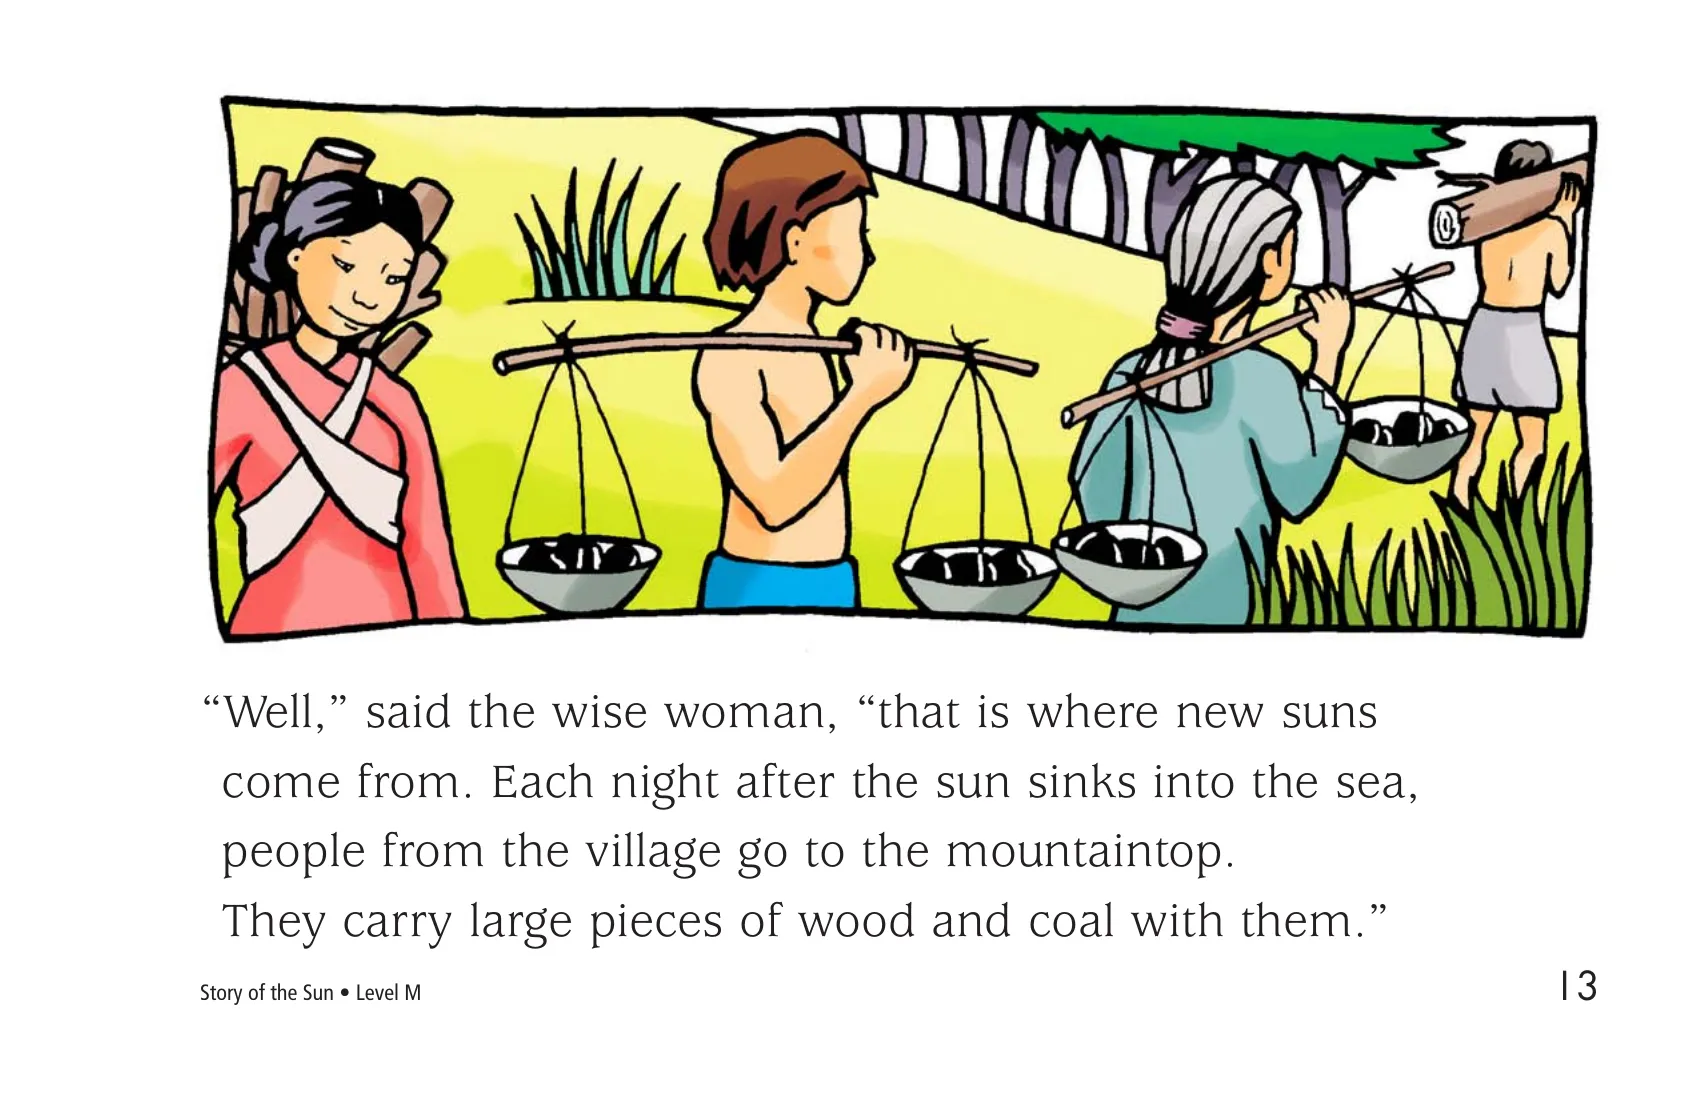 “Well,” said the wise woman, “that is where new suns
come from. Each night after the sun sinks into the sea,
people from the village go to the mountaintop.
They carry large pieces of wood and coal with them.”
Story of the Sun • Level M
13